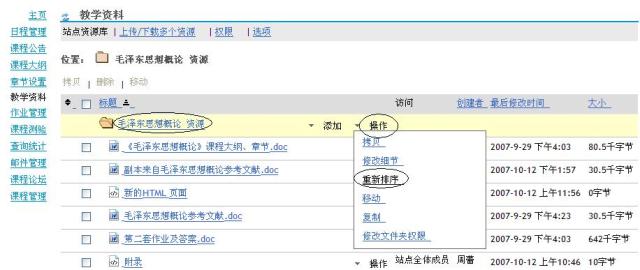 主页
日程管理
课程公告
课程大纲
章节设置
教学资料
作业管理
课程测验
查询统计
邮件管理
课程论坛
课程管理
教学资料
站点资源库 | 上传/下载多个资源 | 权限 | 选项
位置： 毛泽东思想概论 资源
拷贝 | 删除 | 移动
标题 访问 创建者 最后修改时间 大小
毛泽东思想概论 资源 添加 操作
拷贝
修改细节
重新排序
移动
复制
修改文件夹权限
《毛泽东思想概论》课程大纲、章节.doc 2007-9-29 下午4:03 80.5千字节
副本来自毛泽东思想概论参考文献.doc 2007-10-12 下午1:57 30.5千字节
新的HTML 页面 2007-10-12 上午11:56 0字节
毛泽东思想概论参考文献.doc 2007-9-29 下午4:23 30.5千字节
第二套作业及答案.doc 2007-9-29 下午4:03 642千字节
附录 操作 站点全体成员 周蔷 2007-10-12 上午10:46 10字节